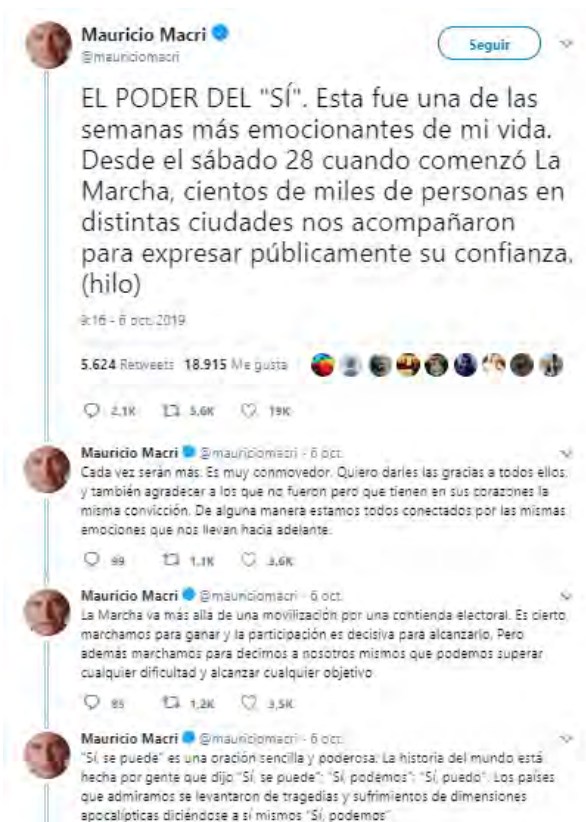 Mauricio Macri
@mauriciomacri
Seguir
EL PODER DEL "SÍ". Esta fue una de las
semanas más emocionantes de mi vida.
Desde el sábado 28 cuando comenzó La
Marcha, cientos de miles de personas en
distintas ciudades nos acompañaron
para expresar públicamente su confianza.
(hilo)
9:16 - 6 oct. 2019
5.624 Retweets 18.915 Me gusta
2,1K 5,6K 19K
Mauricio Macri @mauriciomacri · 6 oct.
Cada vez serán más. Es muy conmovedor. Quiero darles las gracias a todos ellos,
y también agradecer a los que no fueron pero que tienen en sus corazones la
misma convicción. De alguna manera estamos todos conectados por las mismas
emociones que nos llevan hacia adelante.
99 1,1K 3,6K
Mauricio Macri @mauriciomacri · 6 oct.
La Marcha va más allá de una movilización por una contienda electoral. Es cierto,
marchamos para ganar y la participación es decisiva para alcanzarlo. Pero
además marchamos para decirnos a nosotros mismos que podemos superar
cualquier dificultad y alcanzar cualquier objetivo
85 1,2K 3,5K
Mauricio Macri @mauriciomacri · 6 oct.
"Sí, se puede" es una oración sencilla y poderosa. La historia del mundo está
hecha por gente que dijo "Sí, se puede"; "Sí, podemos"; "Sí, puedo". Los países
que admiramos se levantaron de tragedias y sufrimientos de dimensiones
apocalípticas diciéndose a sí mismos "Sí, podemos"